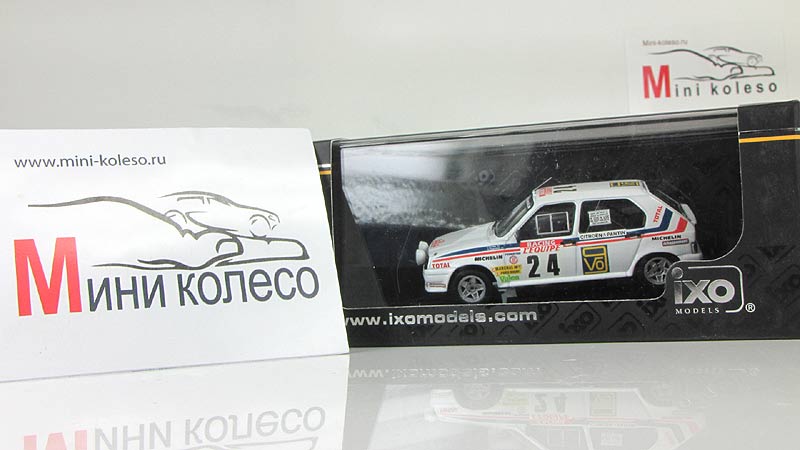 www.mini-koleso.ru
Мини колесо
Mini-koleso.ru
Mini koleso
TOTAL
MICHELIN
RACING
L'EQUIPE
24
CITROËN Å PANTIN
TOTAL
MICHELIN
ixo
MODELS
®
www.ixomodels.com